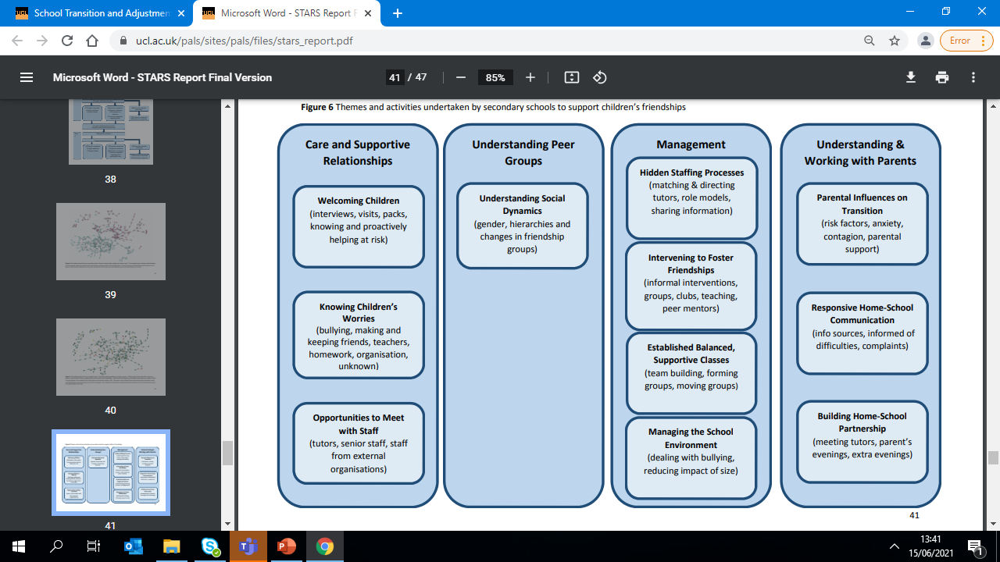 School Transition and Adjustmen
Microsoft Word - STARS Report F
ucl.ac.uk/pals/sites/pals/files/stars_report.pdf
Error
Microsoft Word - STARS Report Final Version
41 / 47
85%
38
39
40
41
Figure 6 Themes and activities undertaken by secondary schools to support children's friendships
Care and Supportive
Relationships
Welcoming Children
(interviews, visits, packs,
knowing and proactively
helping at risk)
Knowing Children's
Worries
(bullying, making and
keeping friends, teachers,
homework, organisation,
unknown)
Opportunities to Meet
with Staff
(tutors, senior staff, staff
from external
organisations)
Understanding Peer
Groups
Understanding Social
Dynamics
(gender, hierarchies and
changes in friendship
groups)
Management
Hidden Staffing Processes
(matching & directing
tutors, role models,
sharing information)
Intervening to Foster
Friendships
(informal interventions,
groups, clubs, teaching,
peer mentors)
Established Balanced,
Supportive Classes
(team building, forming
groups, moving groups)
Managing the School
Environment
(dealing with bullying,
reducing impact of size)
Understanding &
Working with Parents
Parental Influences on
Transition
(risk factors, anxiety,
contagion, parental
support)
Responsive Home-School
Communication
(info sources, informed of
difficulties, complaints)
Building Home-School
Partnership
(meeting tutors, parent's
evenings, extra evenings)
41
13:41
15/06/2021
1